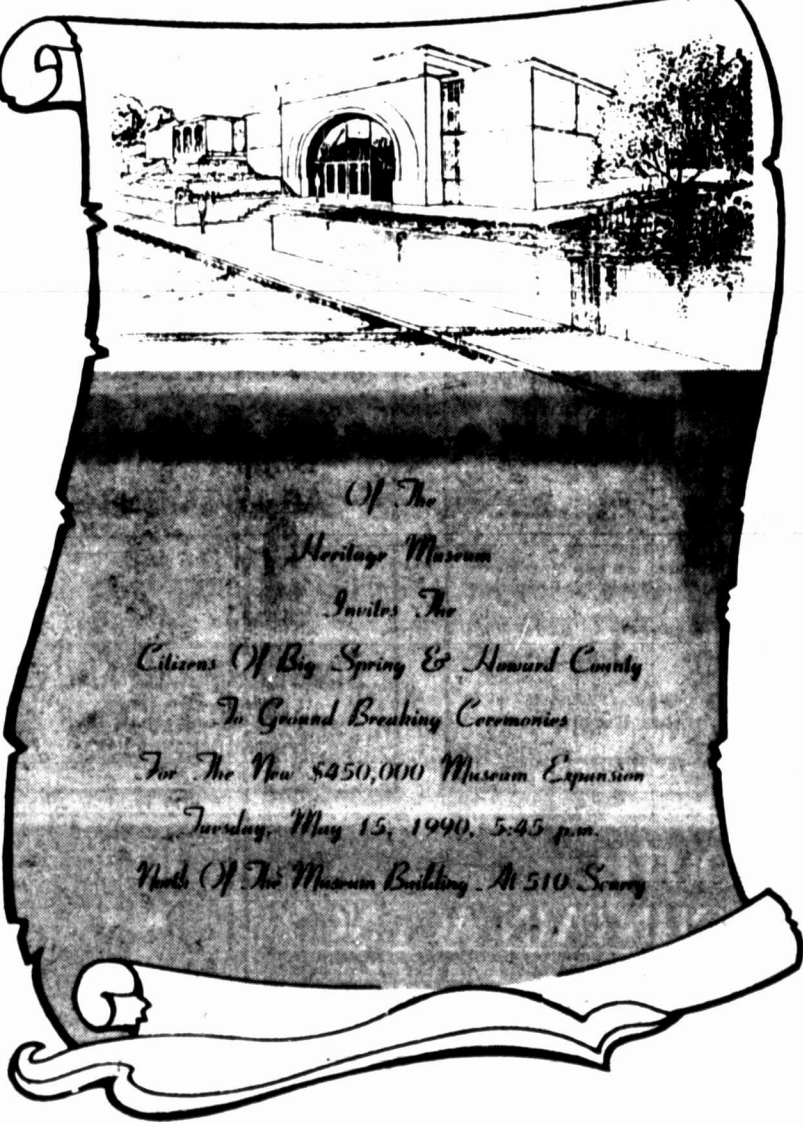 Of The
Heritage Museum
Invites The
Citizens Of Big Spring & Howard County
To Ground Breaking Ceremonies
For The New $450,000 Museum Expansion
Tuesday, May 15, 1990, 5:45 p.m.
North Of The Museum Building At 510 Scurry